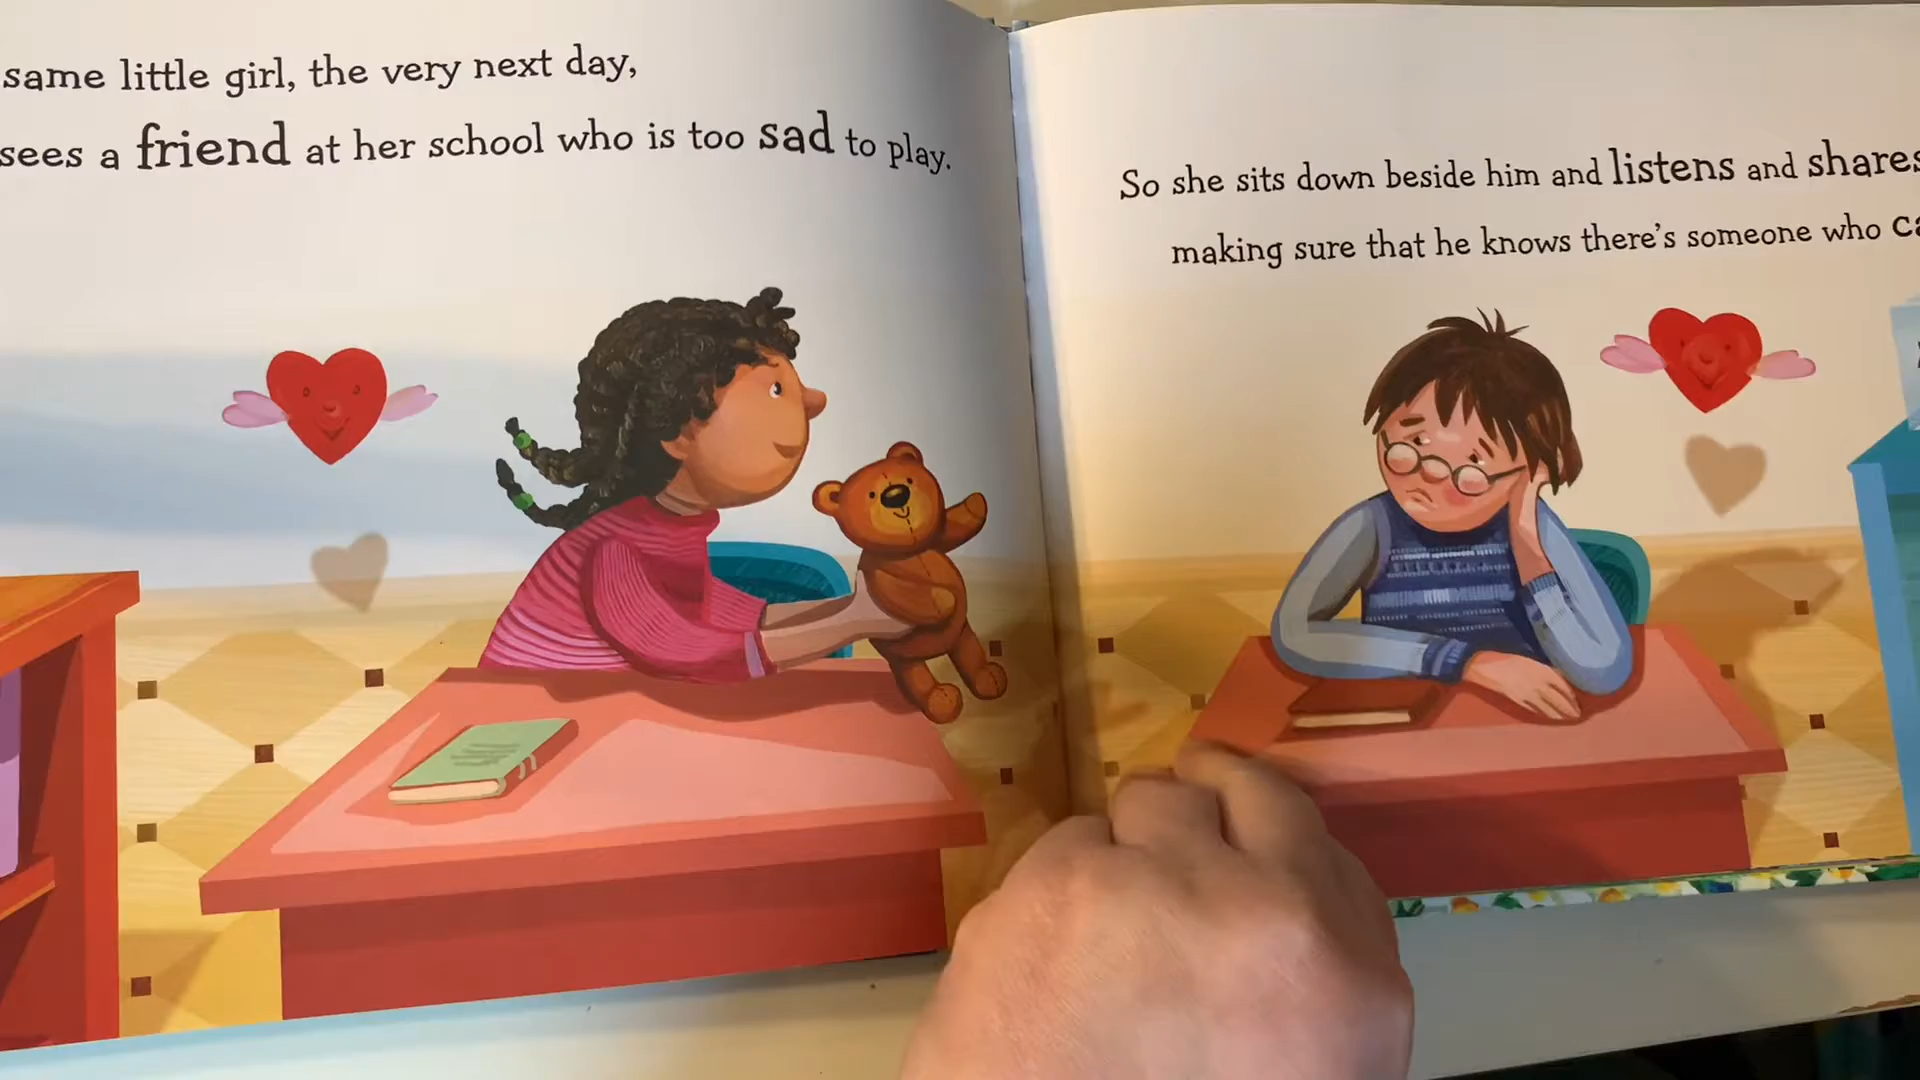 same little girl, the very next day,
sees a friend at her school who is too sad to play.
So she sits down beside him and listens and shares
making sure that he knows there's someone who